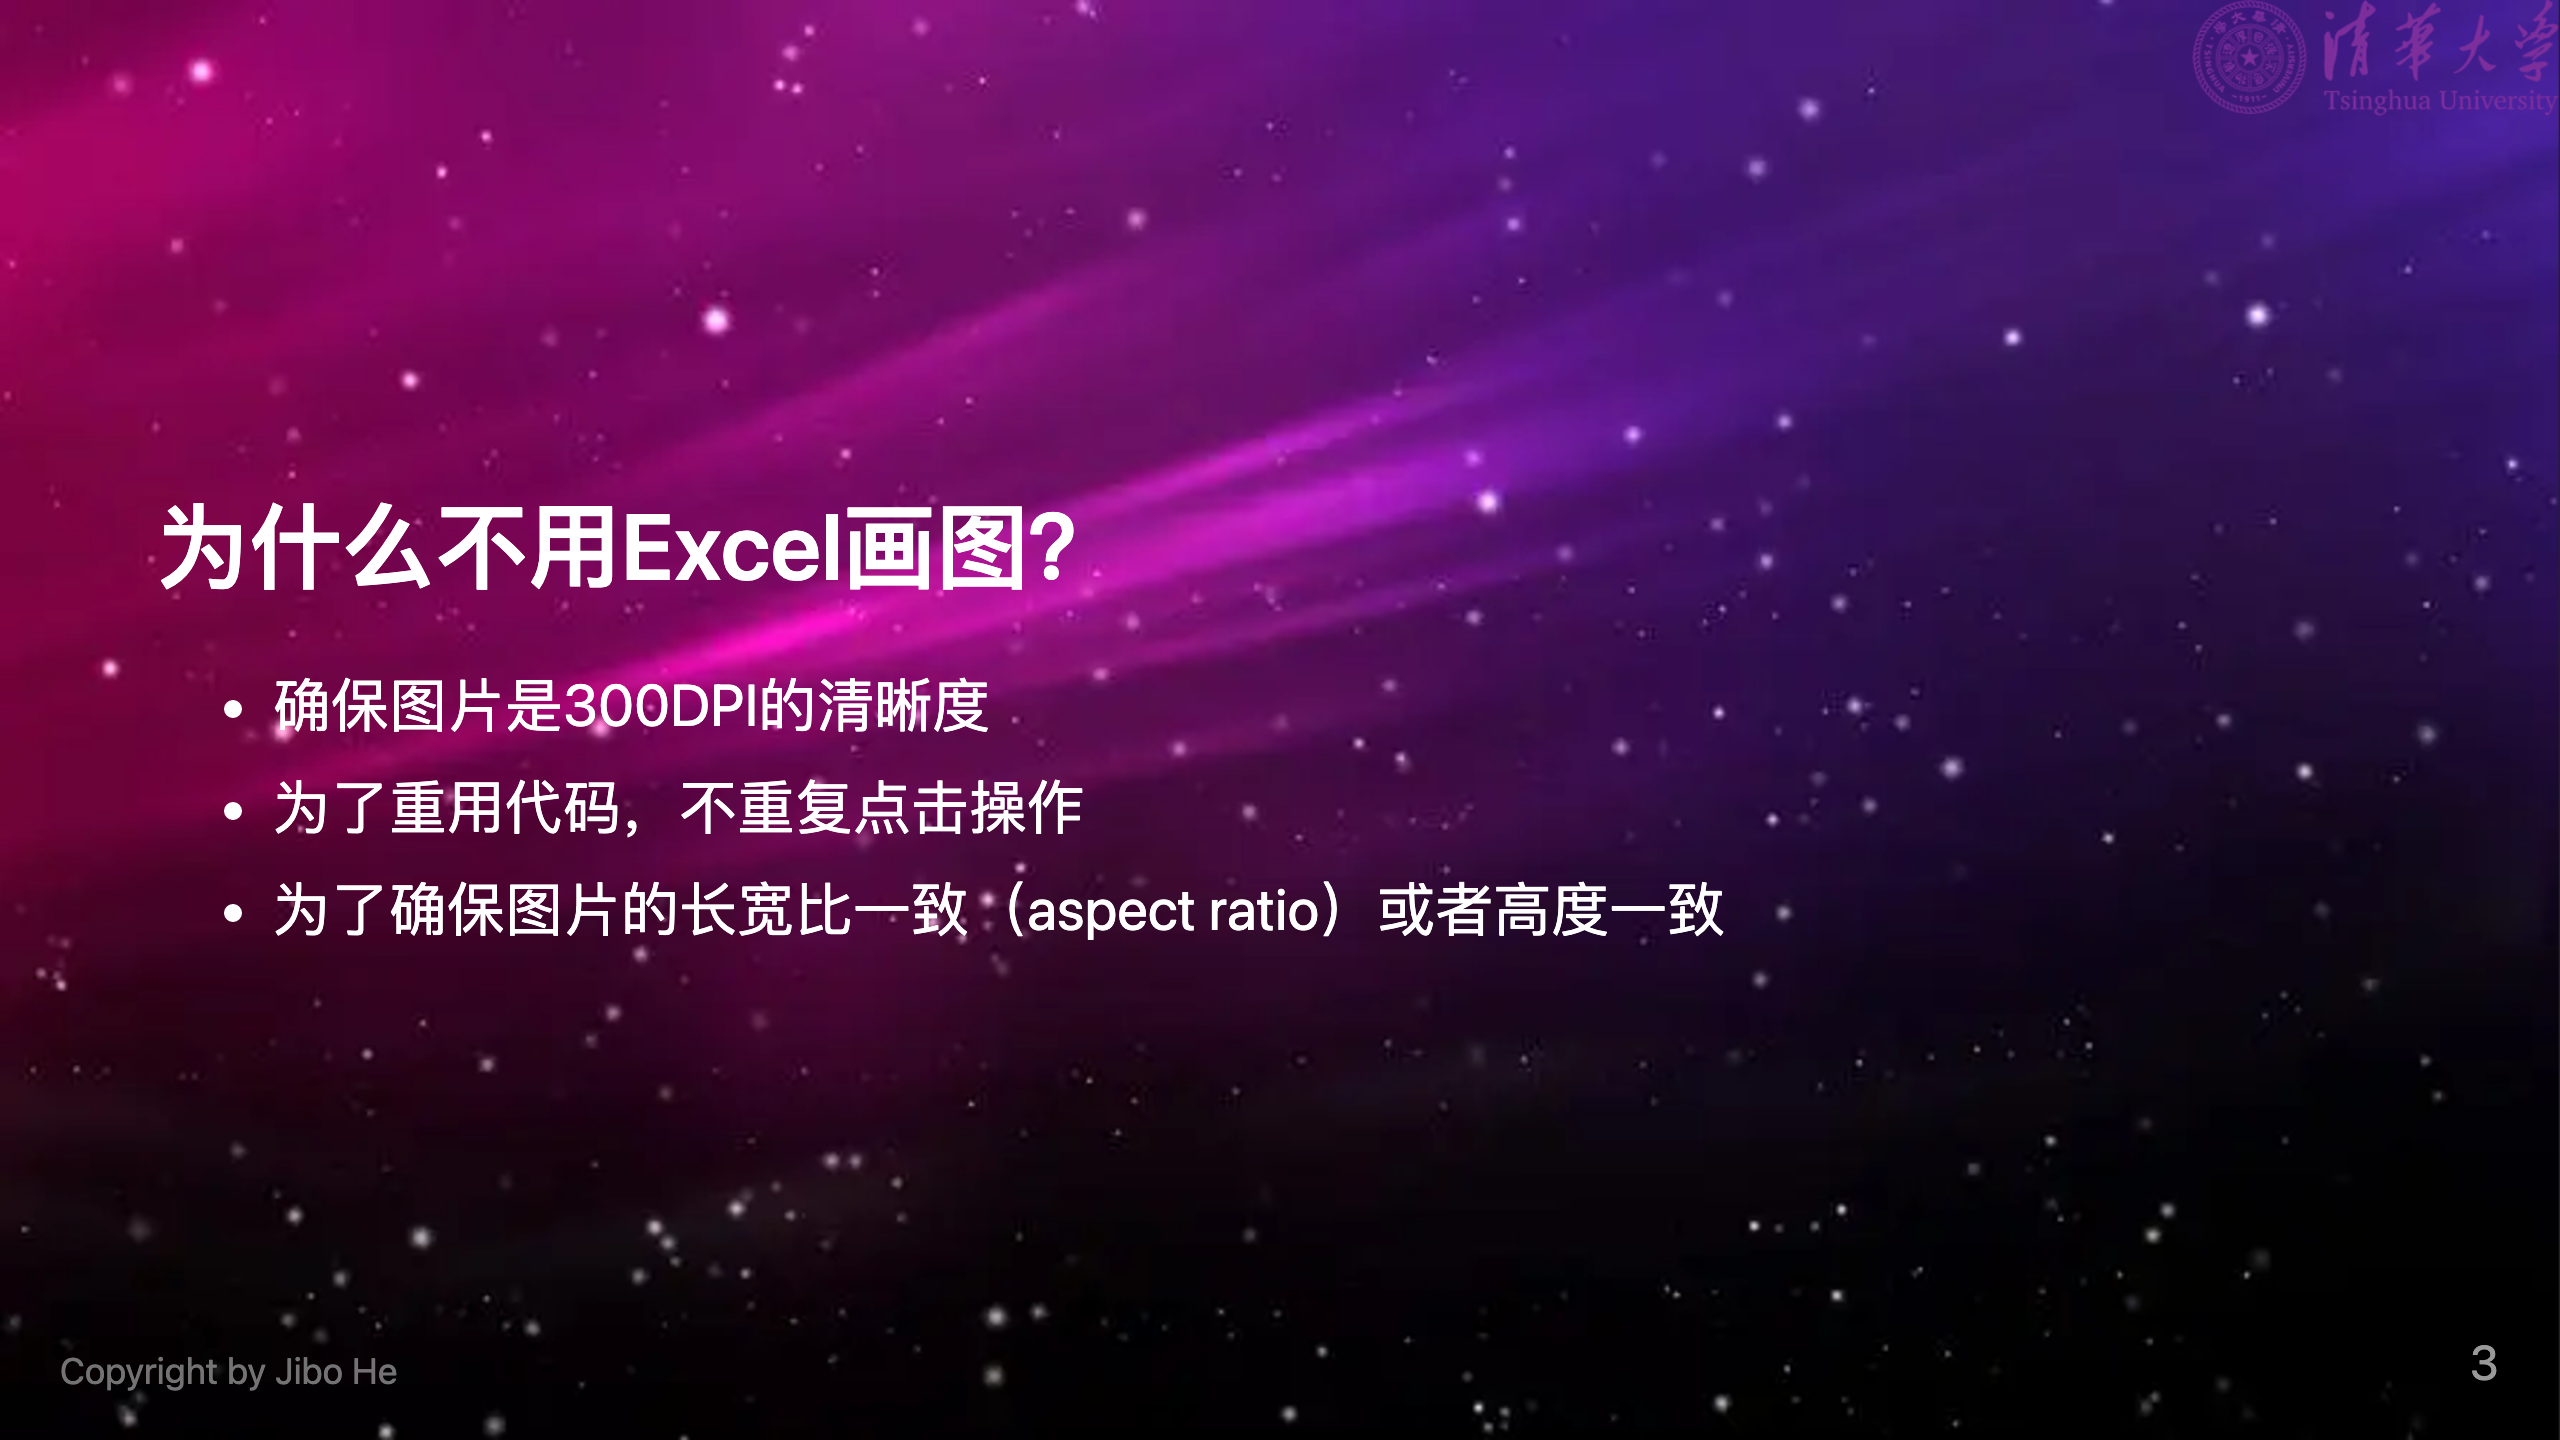 清华大学
Tsinghua University
为什么不用Excel画图？
• 确保图片是300DPI的清晰度
• 为了重用代码，不重复点击操作
• 为了确保图片的长宽比一致（aspect ratio）或者高度一致
Copyright by Jibo He
3